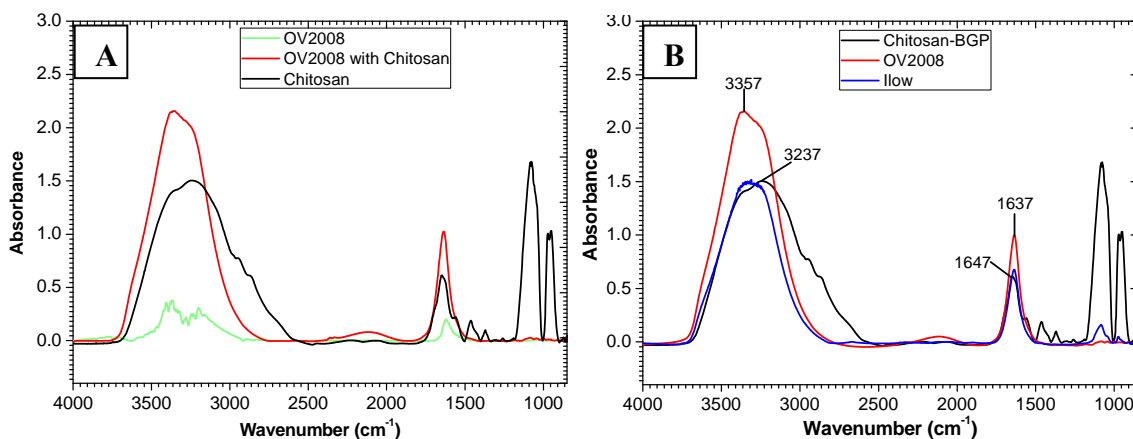 A
OV2008
OV2008 with Chitosan
Chitosan
3.0
2.5
2.0
1.5
1.0
0.5
0.0
Absorbance
4000 3500 3000 2500 2000 1500 1000
Wavenumber (cm-1)
B
Chitosan-BGP
OV2008
Ilow
3357
3237
1637
1647
3.0
2.5
2.0
1.5
1.0
0.5
0.0
Absorbance
4000 3500 3000 2500 2000 1500 1000
Wavenumber (cm-1)